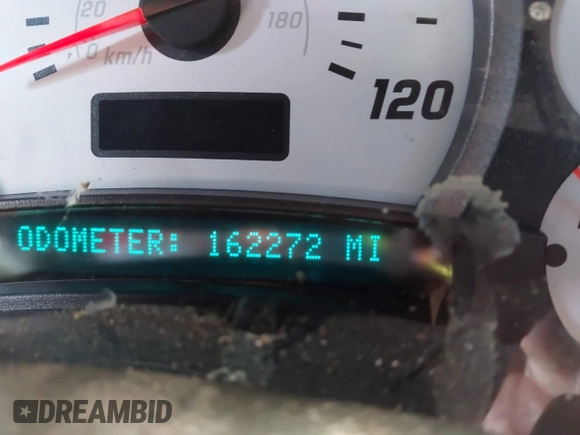 20
0 km/h
180
120
ODOMETER: 162272 MI
DREAMBID